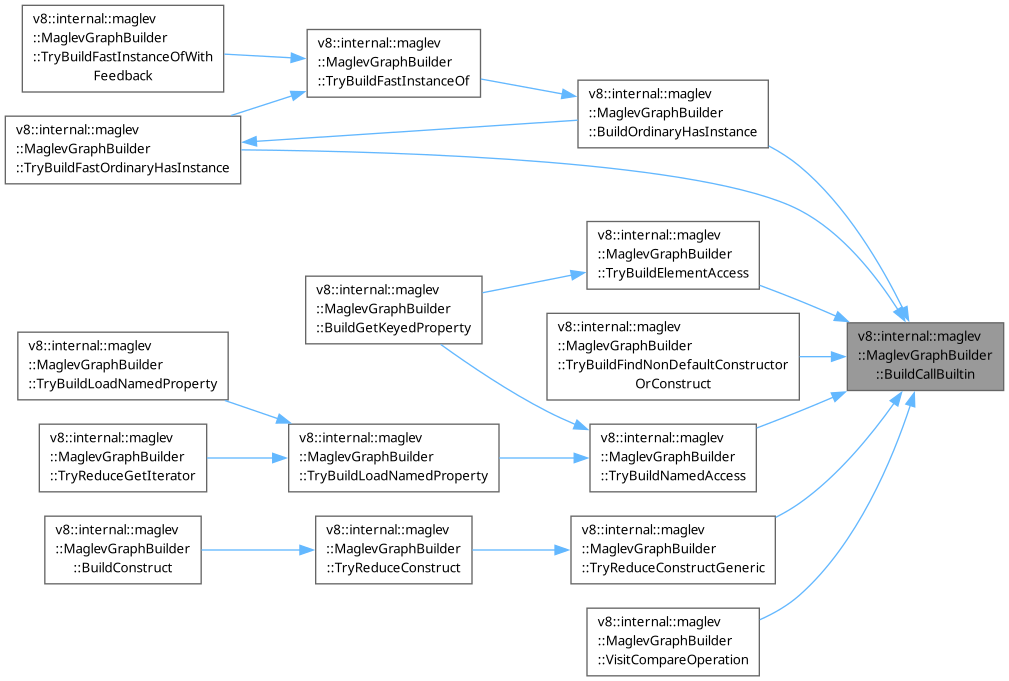 v8::internal::maglev
::MaglevGraphBuilder
::TryBuildFastInstanceOfWith
Feedback
v8::internal::maglev
::MaglevGraphBuilder
::TryBuildFastInstanceOf
v8::internal::maglev
::MaglevGraphBuilder
::BuildOrdinaryHasInstance
v8::internal::maglev
::MaglevGraphBuilder
::TryBuildFastOrdinaryHasInstance
v8::internal::maglev
::MaglevGraphBuilder
::TryBuildElementAccess
v8::internal::maglev
::MaglevGraphBuilder
::BuildGetKeyedProperty
v8::internal::maglev
::MaglevGraphBuilder
::TryBuildFindNonDefaultConstructor
OrConstruct
v8::internal::maglev
::MaglevGraphBuilder
::BuildCallBuiltin
v8::internal::maglev
::MaglevGraphBuilder
::TryBuildLoadNamedProperty
v8::internal::maglev
::MaglevGraphBuilder
::TryReduceGetIterator
v8::internal::maglev
::MaglevGraphBuilder
::TryBuildLoadNamedProperty
v8::internal::maglev
::MaglevGraphBuilder
::TryBuildNamedAccess
v8::internal::maglev
::MaglevGraphBuilder
::BuildConstruct
v8::internal::maglev
::MaglevGraphBuilder
::TryReduceConstruct
v8::internal::maglev
::MaglevGraphBuilder
::TryReduceConstructGeneric
v8::internal::maglev
::MaglevGraphBuilder
::VisitCompareOperation